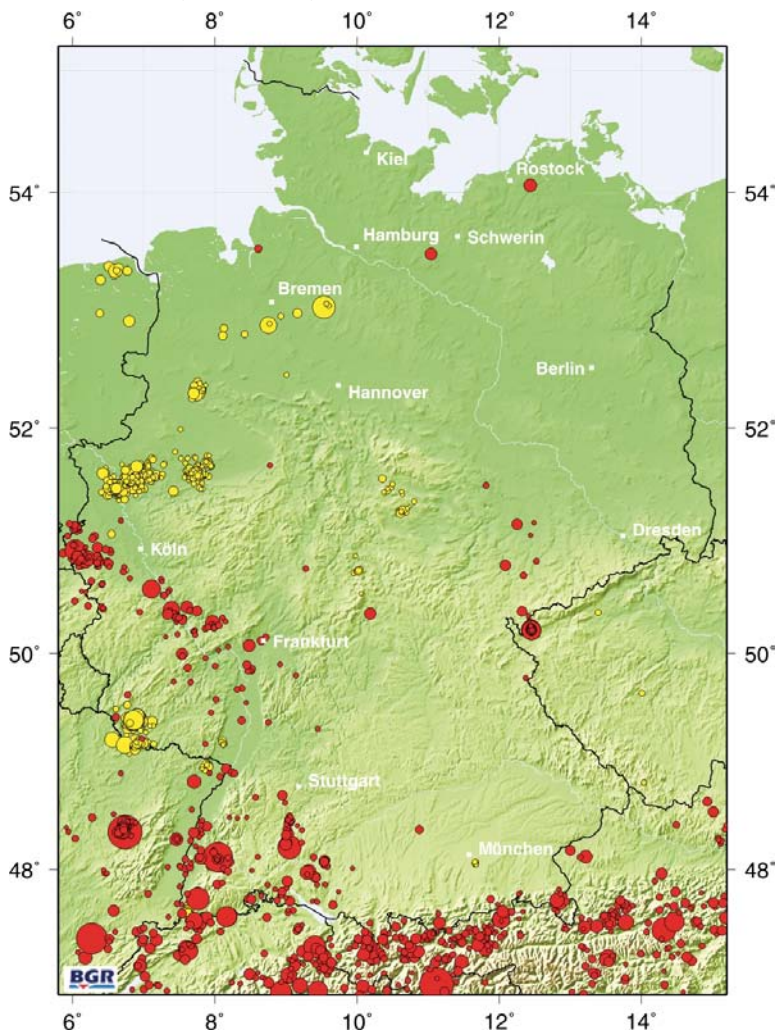 6˚ 8˚ 10˚ 12˚ 14˚
Kiel
Rostock
54˚ 54˚
Hamburg
Schwerin
Bremen
Berlin
Hannover
52˚ 52˚
Dresden
Köln
Frankfurt
50˚ 50˚
Stuttgart
München
48˚ 48˚
BGR
6˚ 8˚ 10˚ 12˚ 14˚